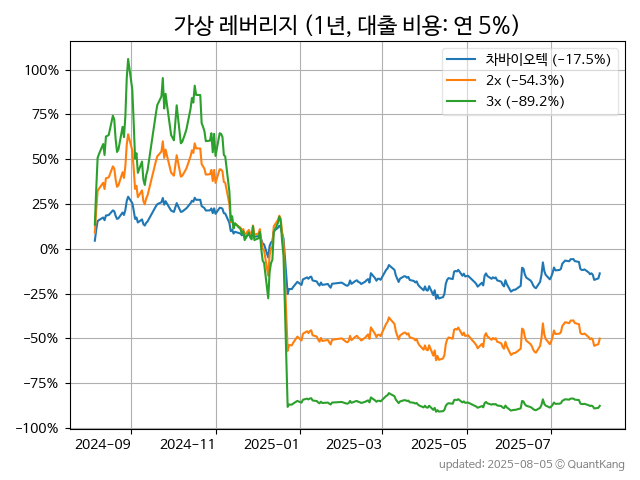 가상 레버리지 (1년, 대출 비용: 연 5%)
차바이오텍 (−17.5%)
2x (−54.3%)
3x (−89.2%)
100%
75%
50%
25%
0%
−25%
−50%
−75%
−100%
2024-09 2024-11 2025-01 2025-03 2025-05 2025-07
updated: 2025-08-05 © QuantKang